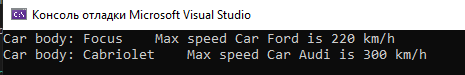 Консоль отладки Microsoft Visual Studio
Car body: Focus    Max speed Car Ford is 220 km/h
Car body: Cabriolet    Max speed Car Audi is 300 km/h